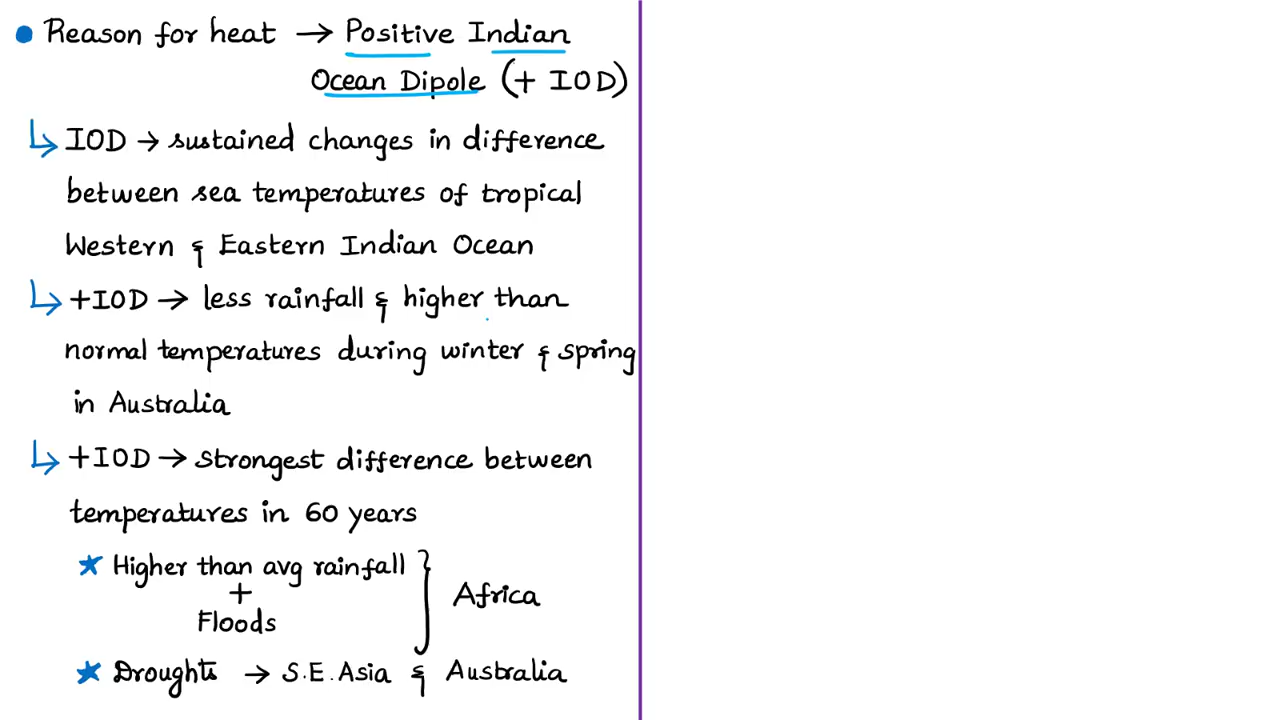 Reason for heat → Positive Indian
Ocean Dipole (+ IOD)
IOD → sustained changes in difference
between sea temperatures of tropical
Western & Eastern Indian Ocean
+IOD → less rainfall & higher than
normal temperatures during winter & spring
in Australia
+IOD → strongest difference between
temperatures in 60 years
★ Higher than avg rainfall
+
Floods
Africa
★ Droughts → S.E. Asia & Australia